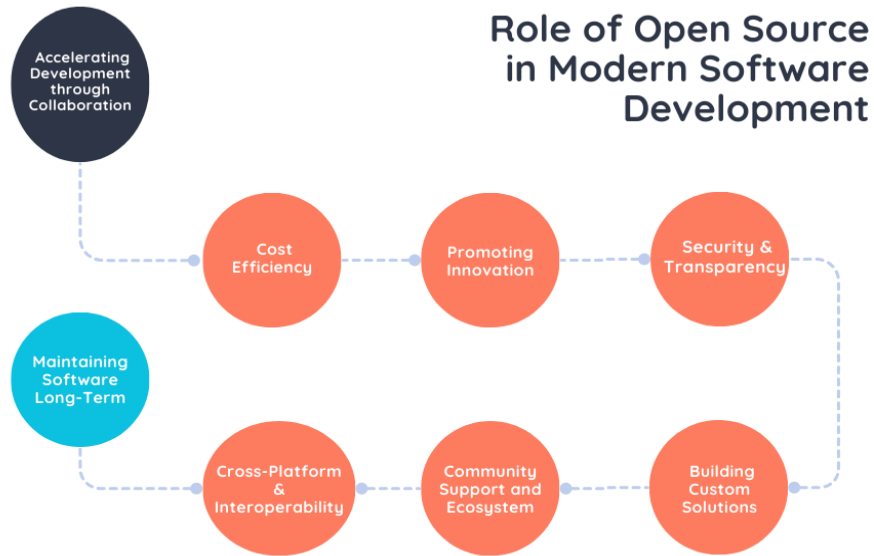 Role of Open Source
in Modern Software
Development
Accelerating
Development
through
Collaboration
Cost
Efficiency
Promoting
Innovation
Security &
Transparency
Building
Custom
Solutions
Community
Support and
Ecosystem
Cross-Platform
&
Interoperability
Maintaining
Software
Long-Term